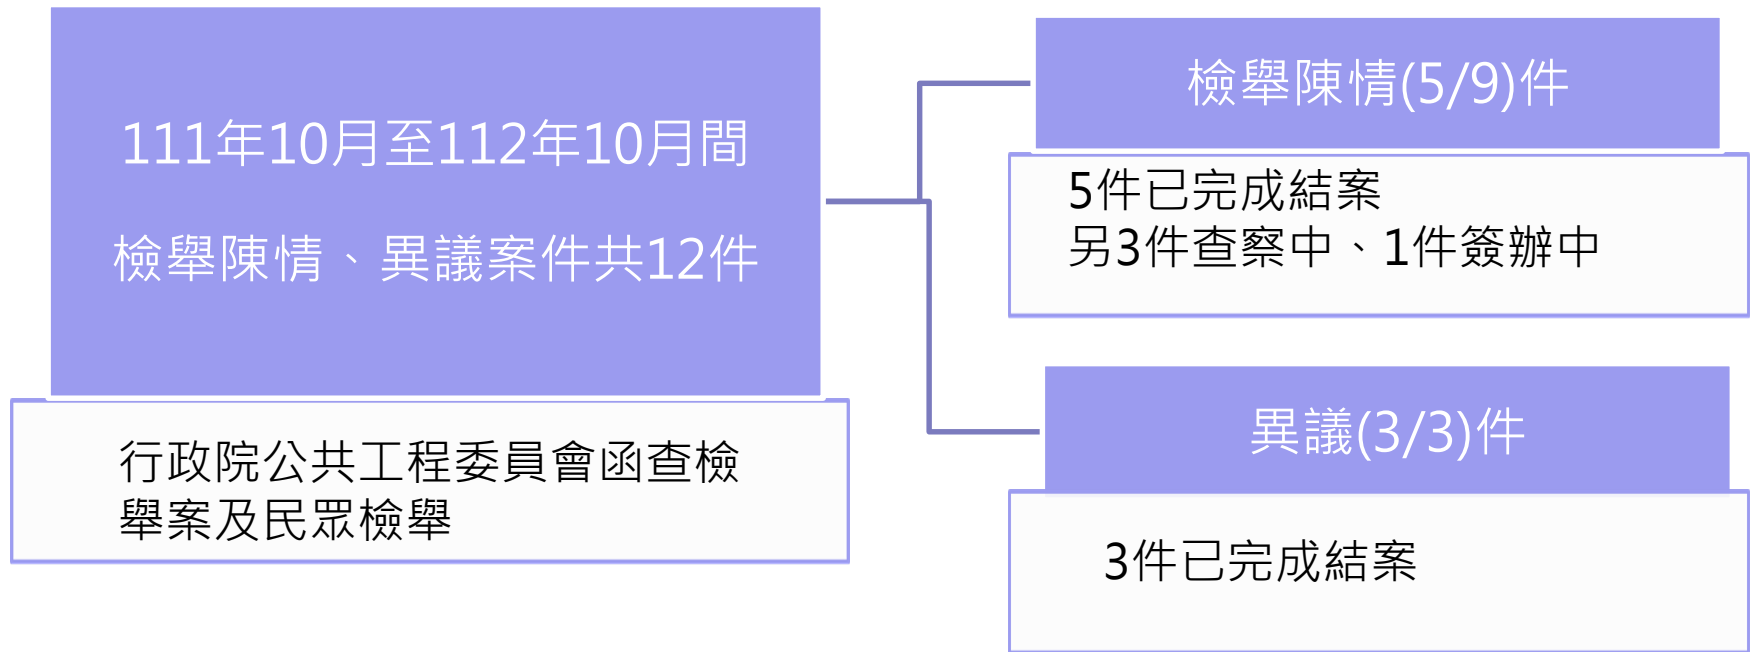 111年10月至112年10月間
檢舉陳情、異議案件共12件
行政院公共工程委員會函查檢
舉案及民眾檢舉
檢舉陳情(5/9)件
5件已完成結案
另3件查察中、1件簽辦中
異議(3/3)件
3件已完成結案